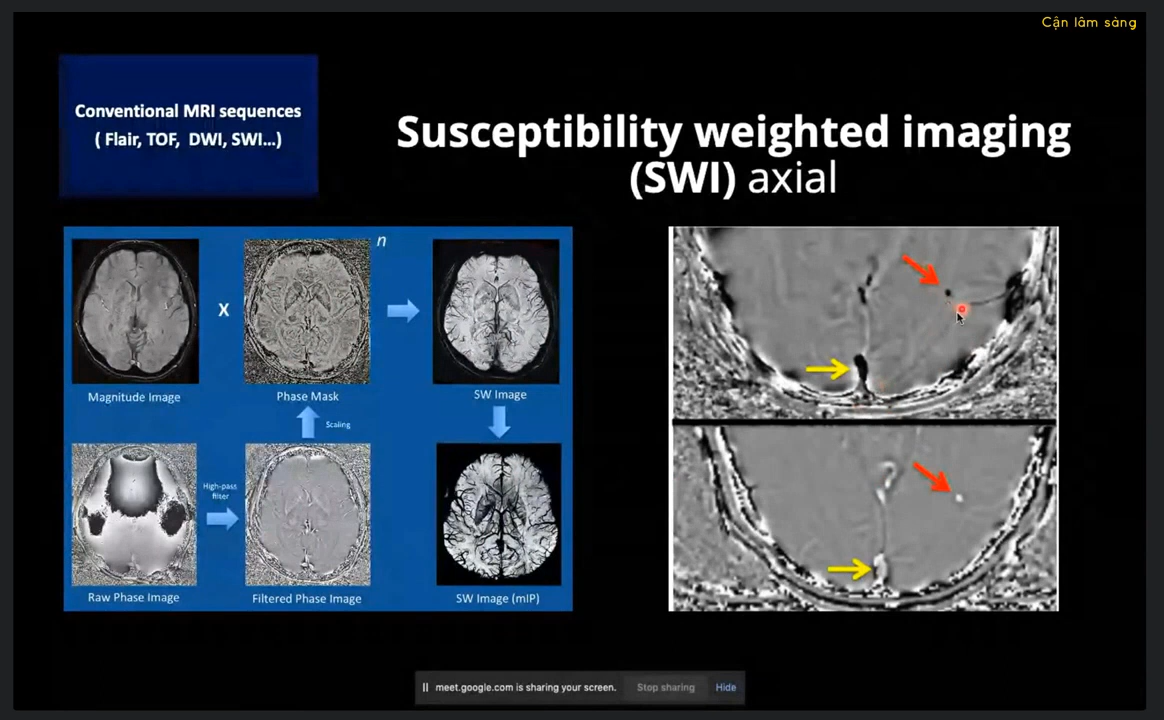 Cận lâm sàng
Conventional MRI sequences
( Flair, TOF, DWI, SWI...)
Susceptibility weighted imaging
(SWI) axial
n
X
Magnitude Image
Phase Mask
SW Image
Scaling
High-pass
filter
Raw Phase Image
Filtered Phase Image
SW Image (mIP)
meet.google.com is sharing your screen.
Stop sharing
Hide